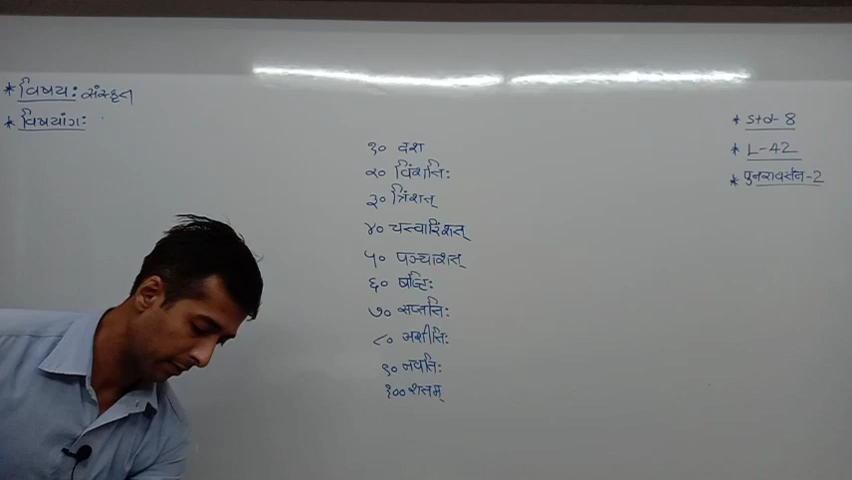 * विषय: संस्कृत
* विषयांग:
* Std-8
* L-42
* पुनरावर्तन-2
१० दश
२० विंशति:
३० त्रिंशत्
४० चत्वारिंशत्
५० पञ्चाशत्
६० षष्टि:
७० सप्तति:
८० अशीति:
९० नवति:
१०० शतम्